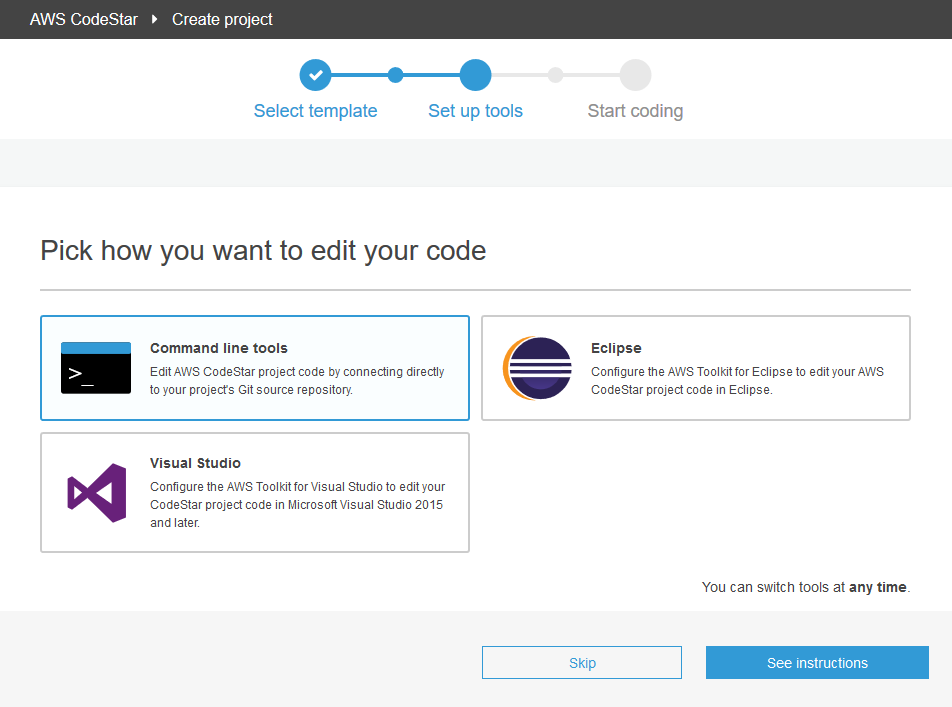 AWS CodeStar Create project
Select template Set up tools Start coding
Pick how you want to edit your code
Command line tools
Edit AWS CodeStar project code by connecting directly
to your project's Git source repository.
Eclipse
Configure the AWS Toolkit for Eclipse to edit your AWS
CodeStar project code in Eclipse.
>_
Visual Studio
Configure the AWS Toolkit for Visual Studio to edit your
CodeStar project code in Microsoft Visual Studio 2015
and later.
You can switch tools at any time.
Skip See instructions